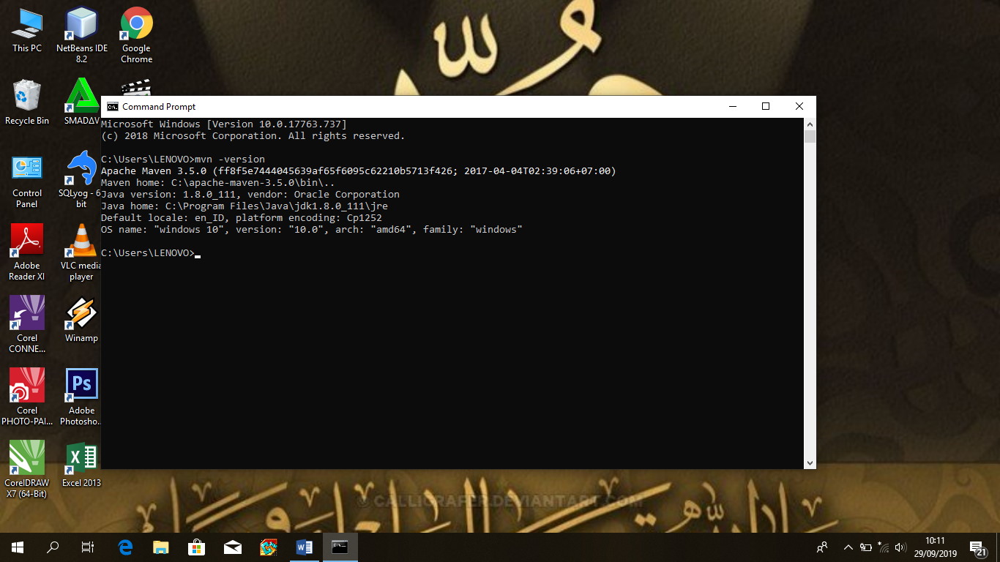 This PC
NetBeans IDE
8.2
Google
Chrome
Recycle Bin
SMADΔV
Control
Panel
SQLyog - 6
bit
Adobe
Reader XI
VLC media
player
Corel
CONNE...
Winamp
Corel
PHOTO-PAI...
Ps
Adobe
Photosho...
CorelDRAW
X7 (64-Bit)
Excel 2013
Command Prompt
Microsoft Windows [Version 10.0.17763.737]
(c) 2018 Microsoft Corporation. All rights reserved.
C:\Users\LENOVO>mvn -version
Apache Maven 3.5.0 (ff8f5e7444045639af65f6095c62210b5713f426; 2017-04-04T02:39:06+07:00)
Maven home: C:\apache-maven-3.5.0\bin\..
Java version: 1.8.0_111, vendor: Oracle Corporation
Java home: C:\Program Files\Java\jdk1.8.0_111\jre
Default locale: en_ID, platform encoding: Cp1252
OS name: "windows 10", version: "10.0", arch: "amd64", family: "windows"
C:\Users\LENOVO>
© CALLIGRAFER.DEVIANTART.COM
10:11
29/09/2019
21